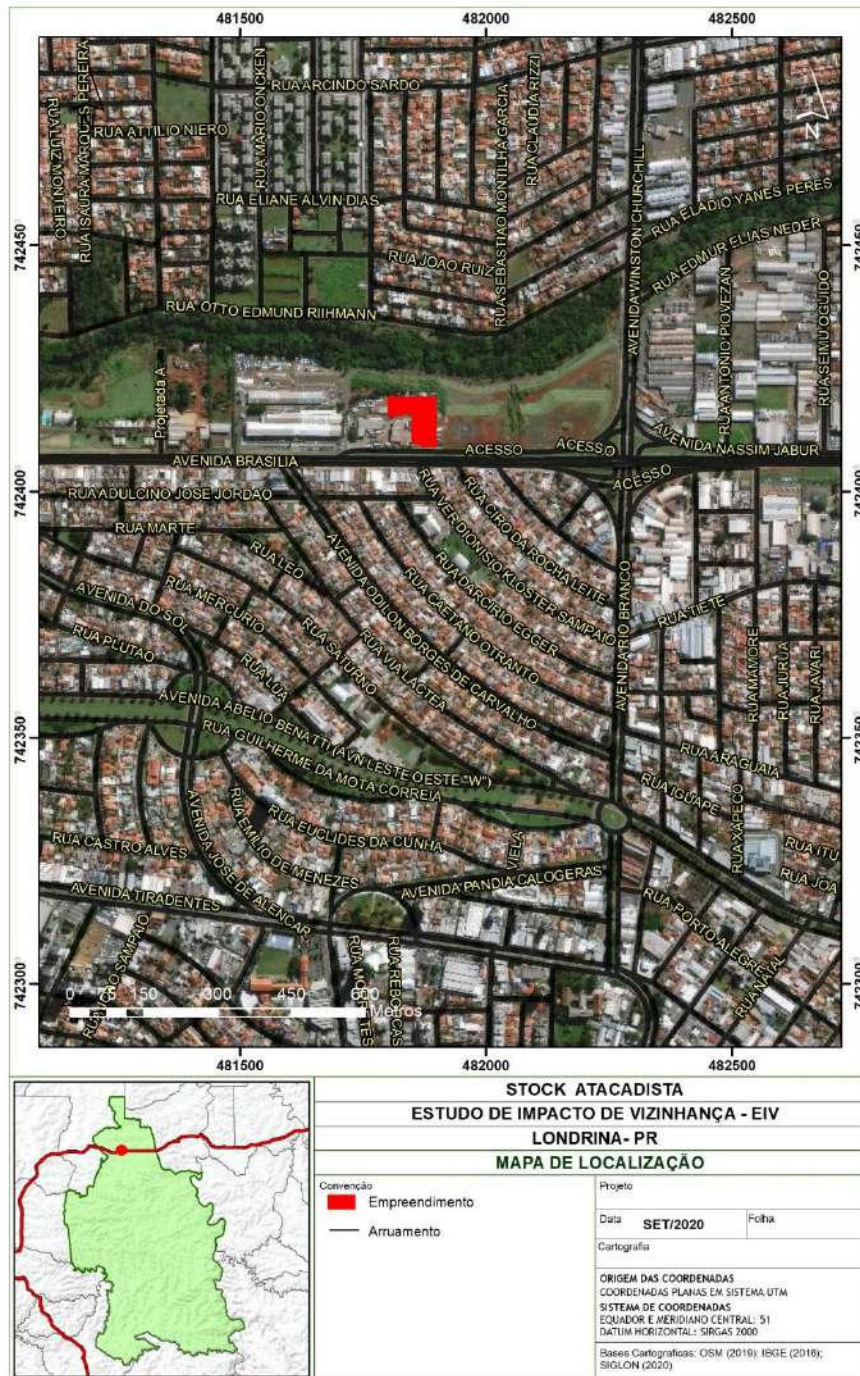 481500 482000 482500
RUA ARCINDO SARDO
RUA LUIZ MONTEIRO
RUA ISAURA MARQUES PEREIRA
RUA MARIO ONCKEN
RUA SEBASTIAO MONTILHA GARCIA
RUA CLAUDIA RIZZI
N
RUA ATTILIO NIERO
RUA ELIANE ALVIN DIAS
AVENIDA WINSTON CHURCHILL
RUA ELADIO YANES PERES
RUA EDMUR ELIAS NEDER
RUA JOAO RUIZ
RUA OTTO EDMUND RIIHMANN
RUA ANTONIO PIOVEZAN
RUA SEIMU OGUIDO
Projetada A
ACESSO
ACESSO
AVENIDA NASSIM JABUR
AVENIDA BRASILIA
ACESSO
RUA ADULCINO JOSE JORDAO
RUA CIRO DA ROCHA LEITE
RUA VER DIONISIO KLOSTER SAMPAIO
RUA DARCIRIO EGGER
RUA CAETANO OTRANTO
AVENIDA ODILON BORGES DE CARVALHO
RUA MARTE
RUA LEO
RUA MERCURIO
AVENIDA DO SOL
RUA PLUTAO
RUA LUA
RUA SATURNO
RUA VIA LACTEA
AVENIDA RIO BRANCO
RUA TIETE
RUA MAMORE
RUA JURUA
RUA JAVARI
AVENIDA ABELIO BENATTI (AVN LESTE OESTE "W")
RUA GUILHERME DA MOTA CORREIA
RUA ARAGUAIA
RUA IGUAPE
RUA XAPECO
RUA ITU
RUA JOA
RUA CASTRO ALVES
AVENIDA JOSE DE ALENCAR
RUA EMILIO DE MENEZES
RUA EUCLIDES DA CUNHA
VIELA
AVENIDA PANDIA CALOGERAS
AVENIDA TIRADENTES
RUA PORTO ALEGRE
RUA NATAL
RUA REBOUCAS
0 75 150 300 450 600
Metros
481500 482000 482500
STOCK ATACADISTA
ESTUDO DE IMPACTO DE VIZINHANÇA - EIV
LONDRINA- PR
MAPA DE LOCALIZAÇÃO
Convenção
Empreendimento
Arruamento
Projeto
Data SET/2020 Folha
Cartografia
ORIGEM DAS COORDENADAS
COORDENADAS PLANAS EM SISTEMA UTM
SISTEMA DE COORDENADAS
EQUADOR E MERIDIANO CENTRAL: 51
DATUM HORIZONTAL: SIRGAS 2000
Bases Cartograficas: OSM (2019); IBGE (2016);
SIGLON (2020)